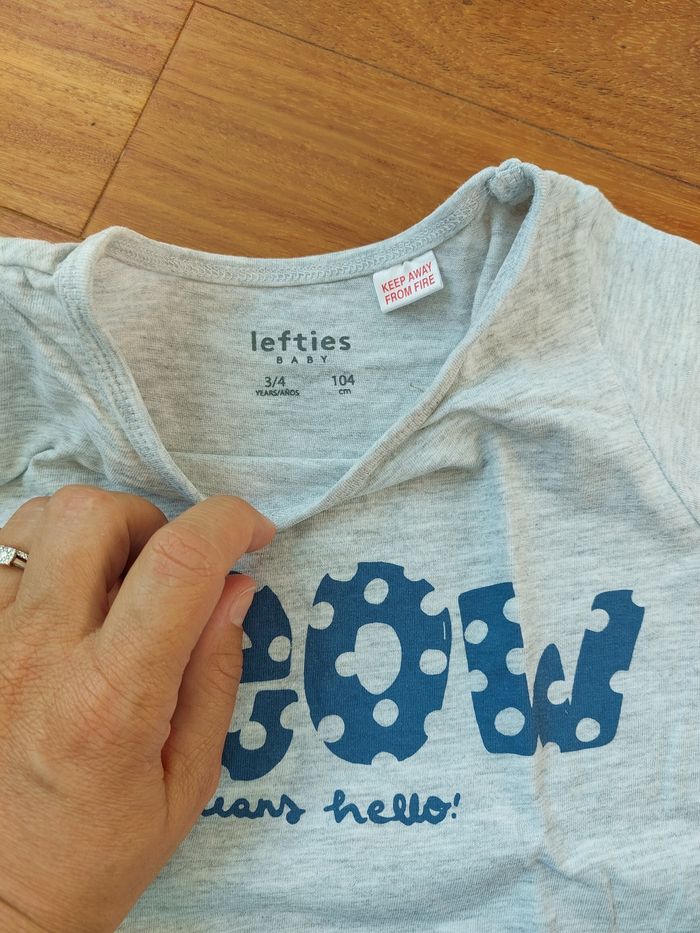 KEEP AWAY
FROM FIRE
lefties
BABY
3/4
YEARS/AÑOS
104
cm
eow
hello!